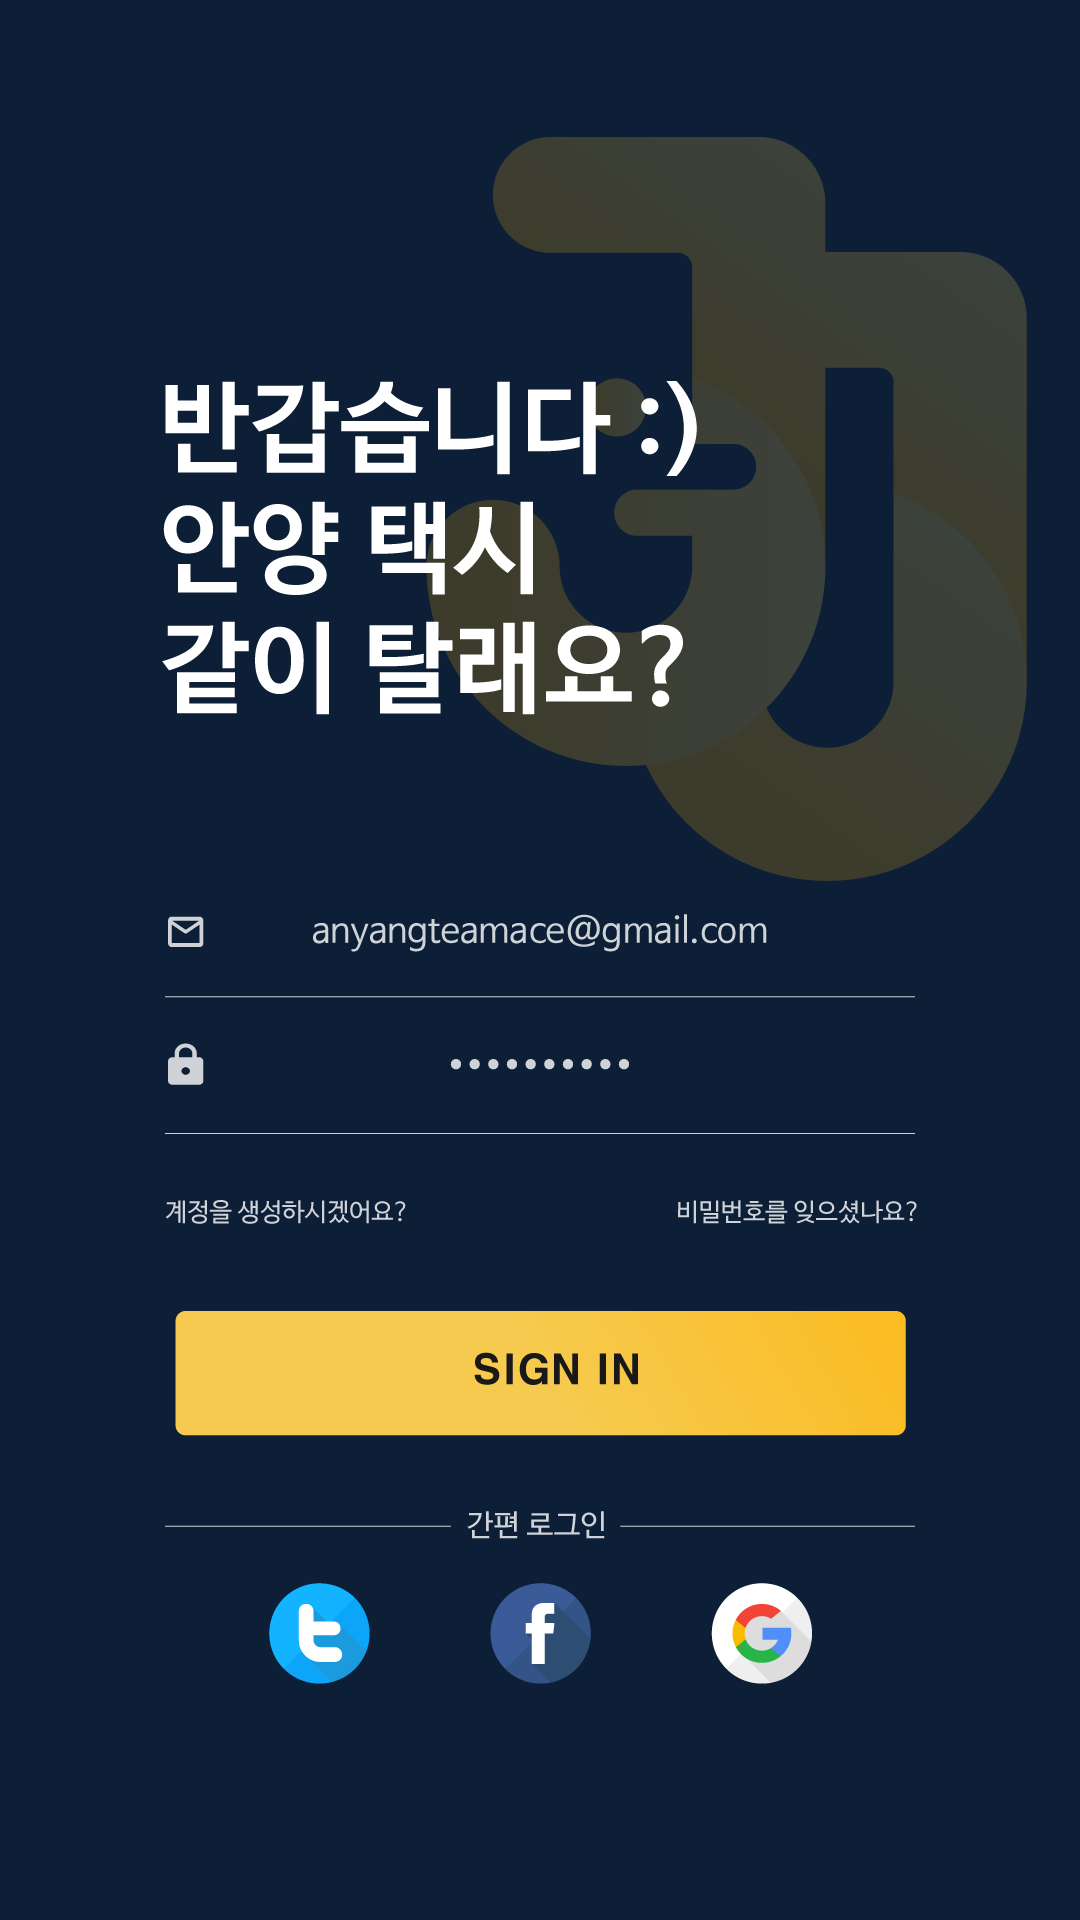 반갑습니다 :)
안양 택시
같이 탈래요?
anyangteamace@gmail.com
••••••••••
계정을 생성하시겠어요?
비밀번호를 잊으셨나요?
SIGN IN
간편 로그인